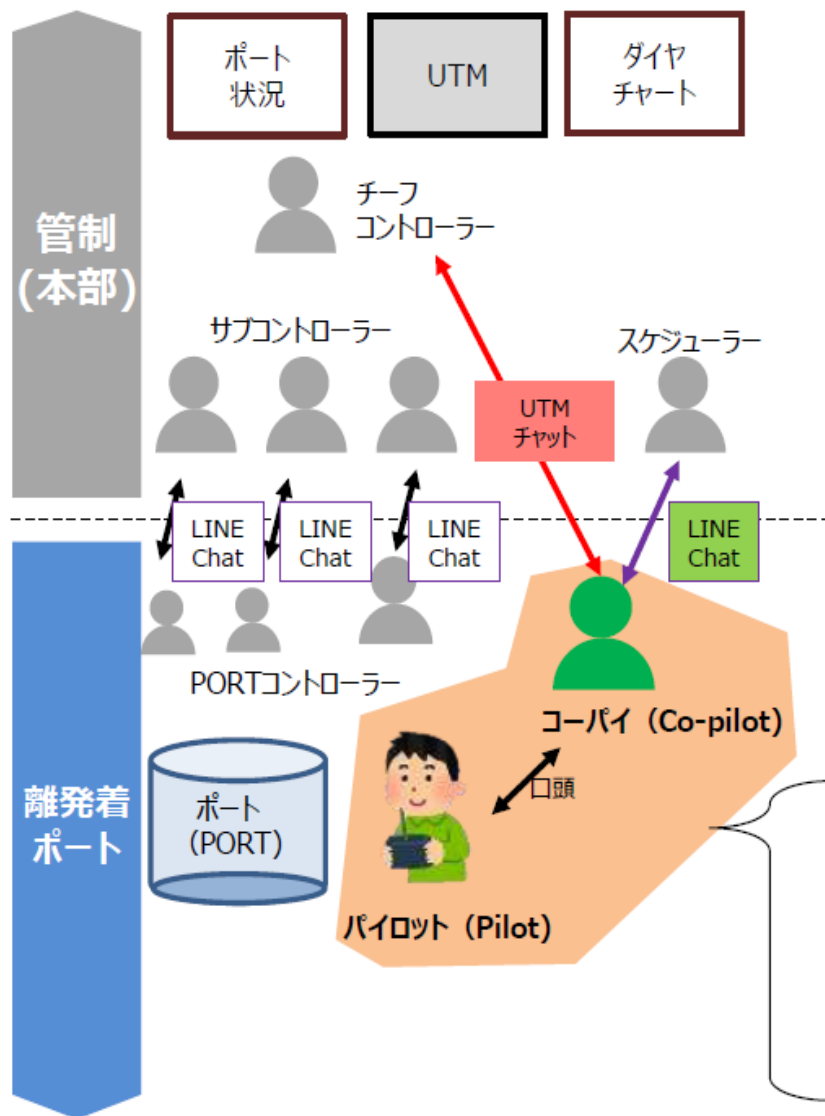 ポート
状況
UTM
ダイヤ
チャート
チーフ
コントローラー
管制
(本部)
サブコントローラー
スケジューラー
UTM
チャット
LINE
Chat
LINE
Chat
LINE
Chat
LINE
Chat
PORTコントローラー
コーパイ（Co-pilot）
離発着
ポート
ポート
（PORT）
口頭
パイロット（Pilot）